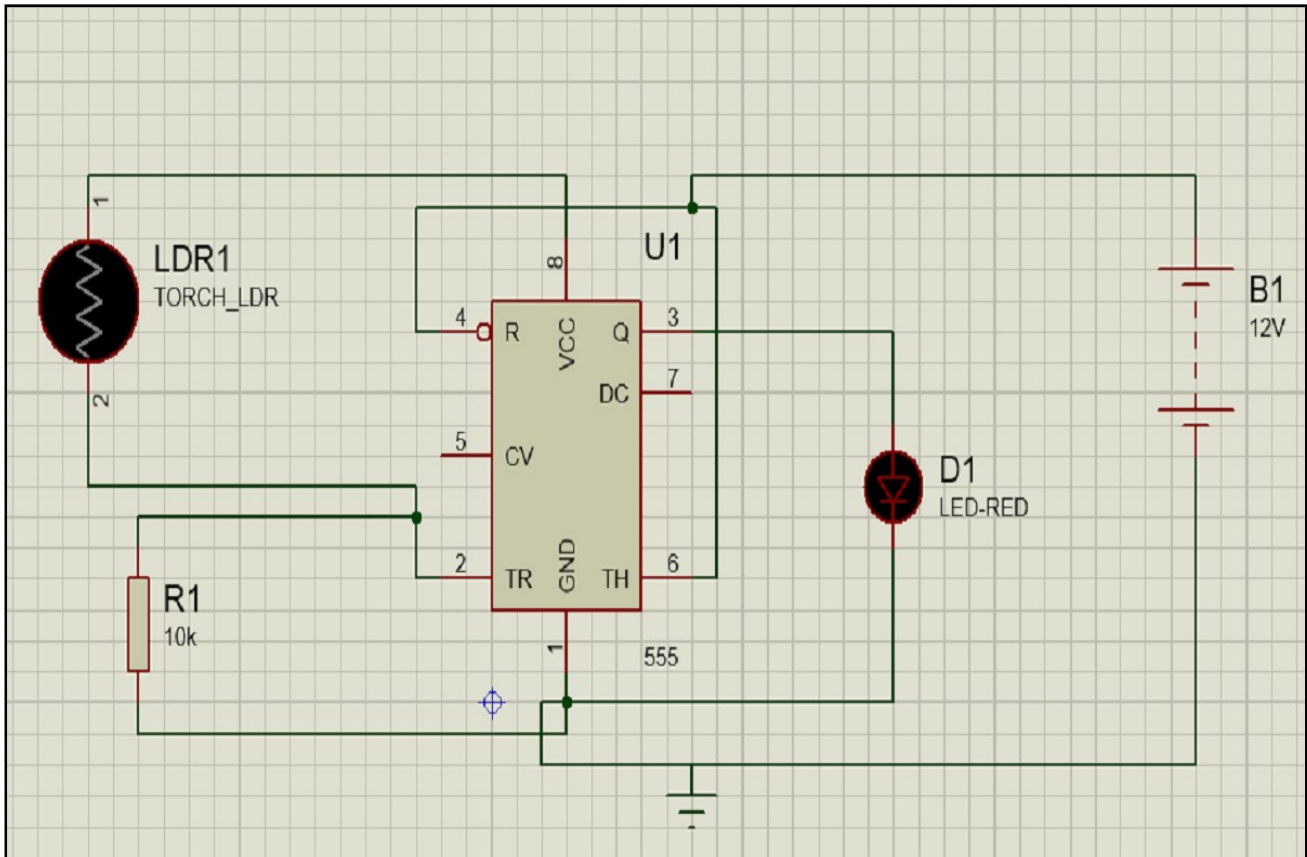 1
LDR1
TORCH_LDR
2
U1
8
4
R
VCC
Q
3
DC
7
5
CV
2
TR
GND
TH
6
1
555
R1
10k
D1
LED-RED
B1
12V